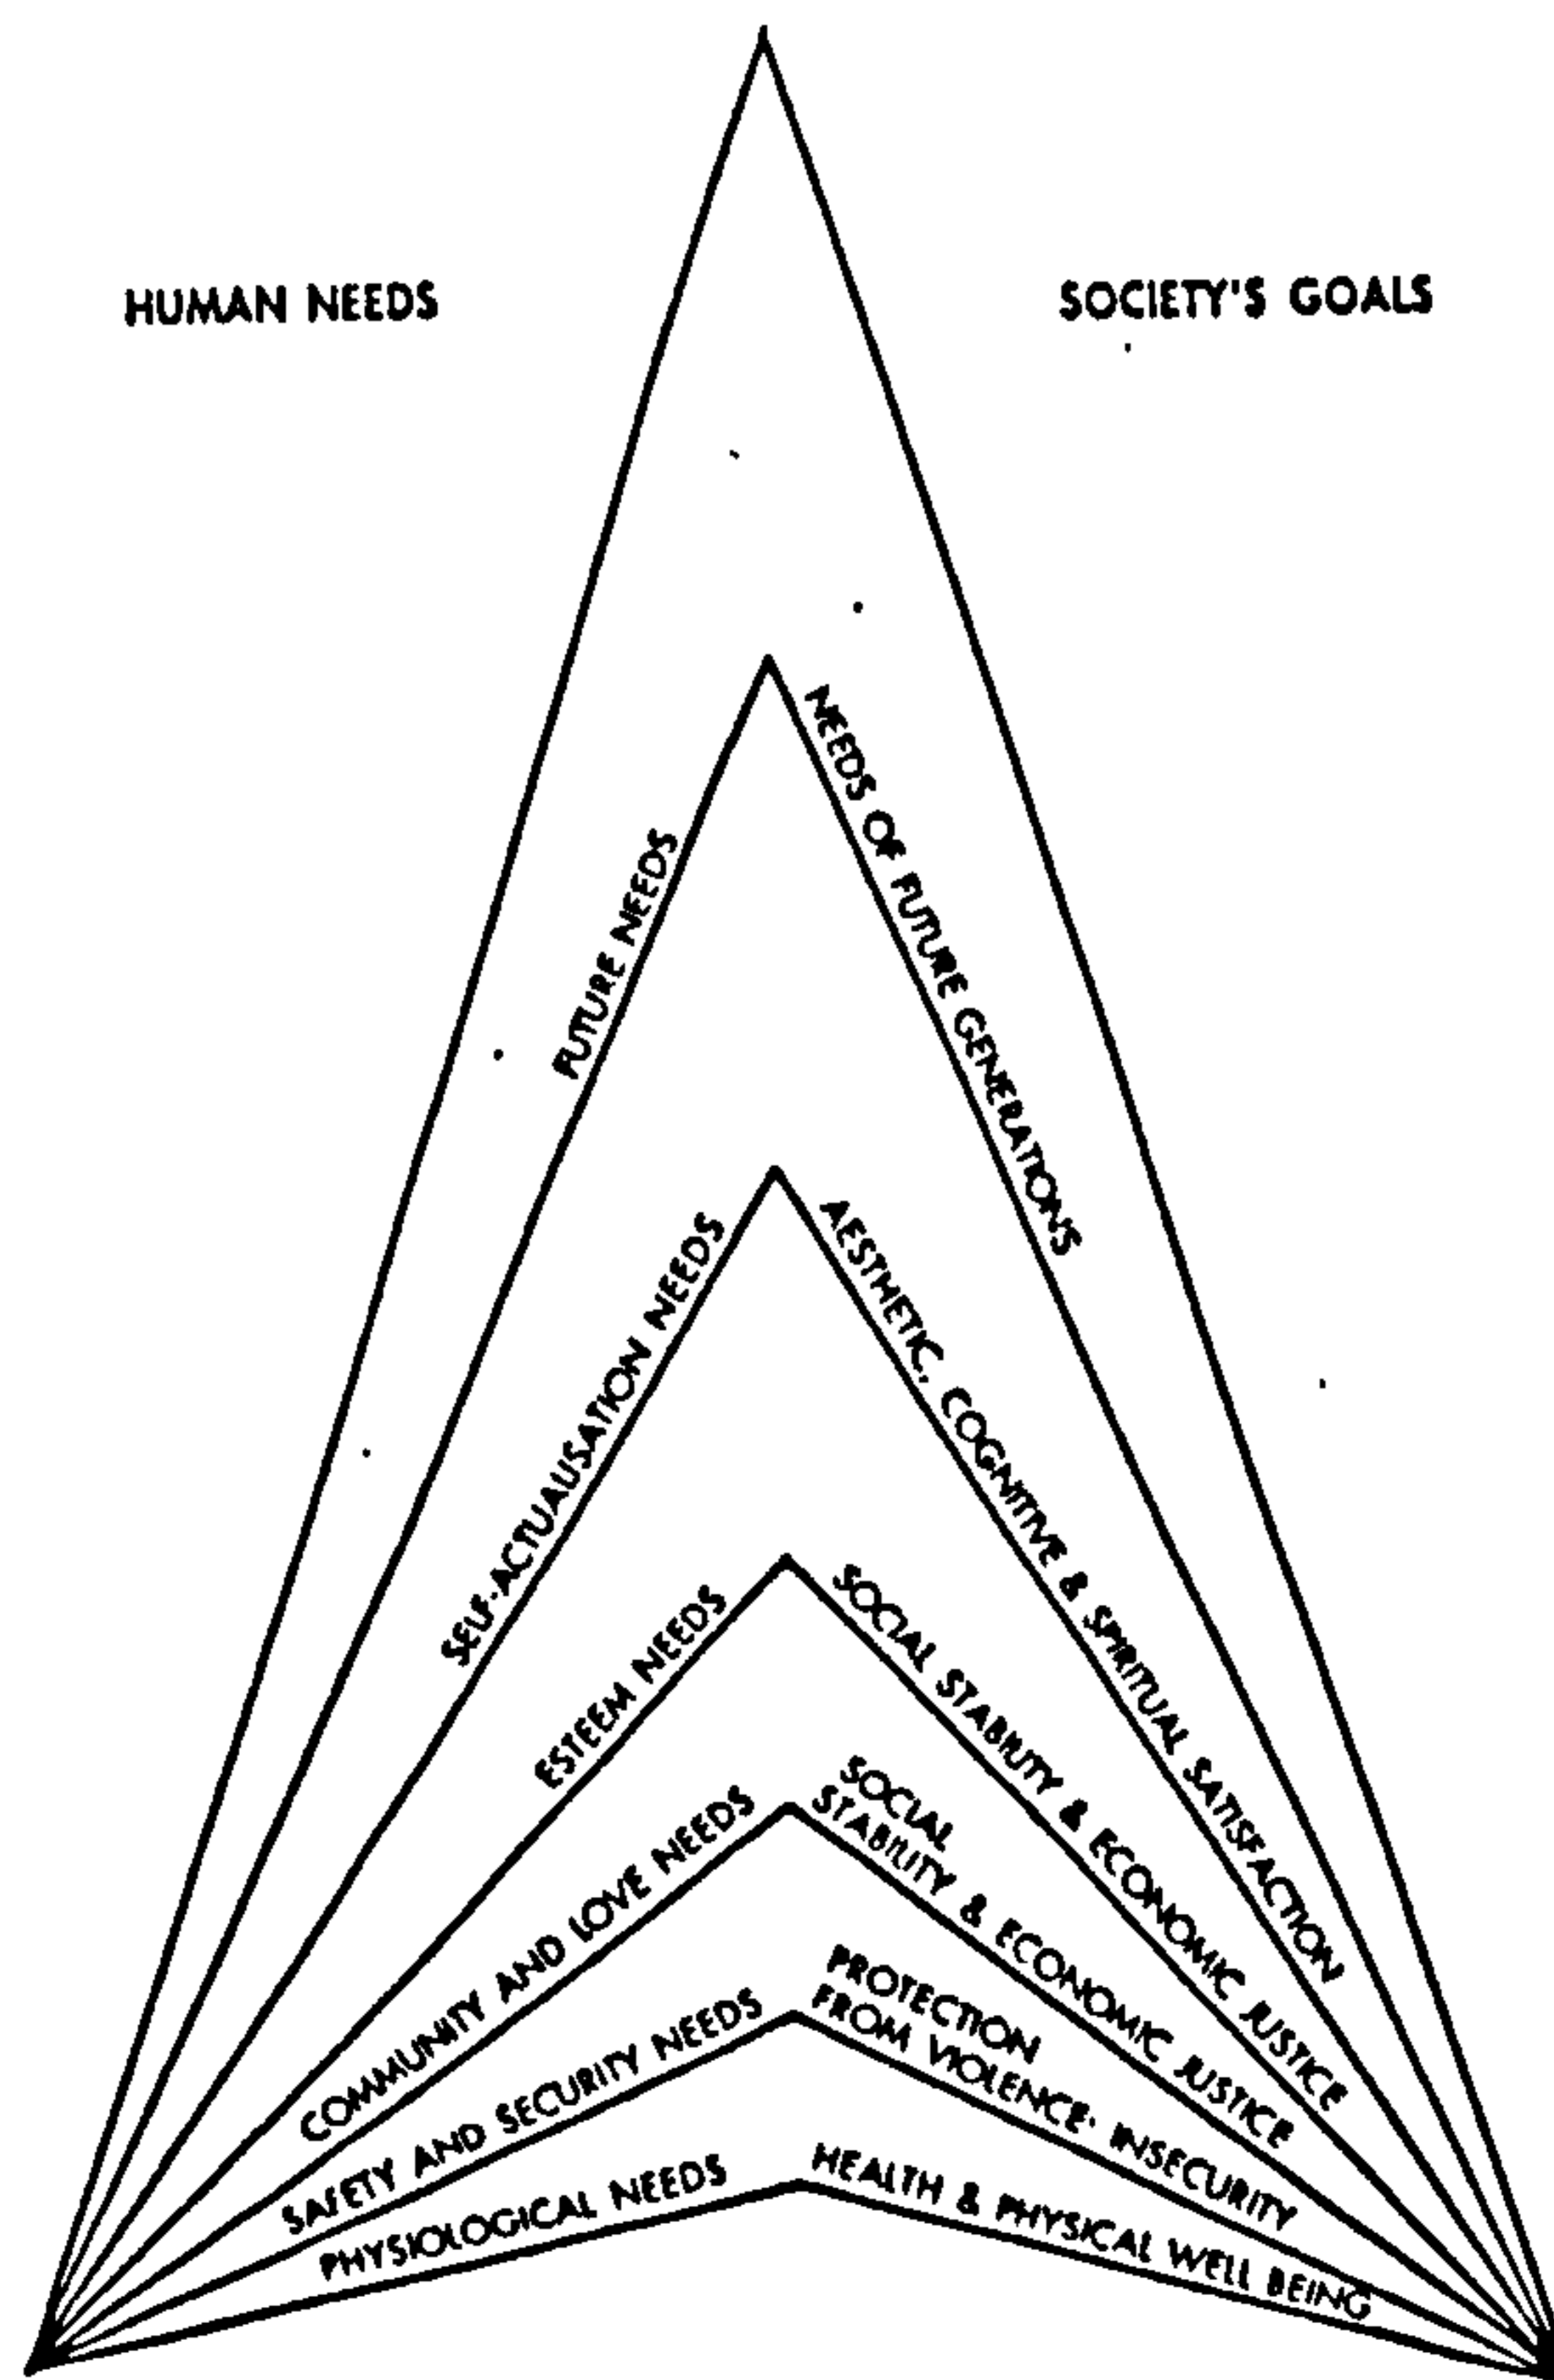 HUMAN NEEDS
SOCIETY'S GOALS
FUTURE NEEDS
NEEDS OF FUTURE GENERATIONS
SELF-ACTUALISATION NEEDS
AESTHETIC, COGNITIVE & SPIRITUAL SATISFACTION
ESTEEM NEEDS
SOCIAL STABILITY & ECONOMIC JUSTICE
COMMUNITY AND LOVE NEEDS
SOCIAL
STABILITY & ECONOMIC JUSTICE
SAFETY AND SECURITY NEEDS
PROTECTION
FROM VIOLENCE· INSECURITY
PHYSIOLOGICAL NEEDS
HEALTH & PHYSICAL WELL BEING